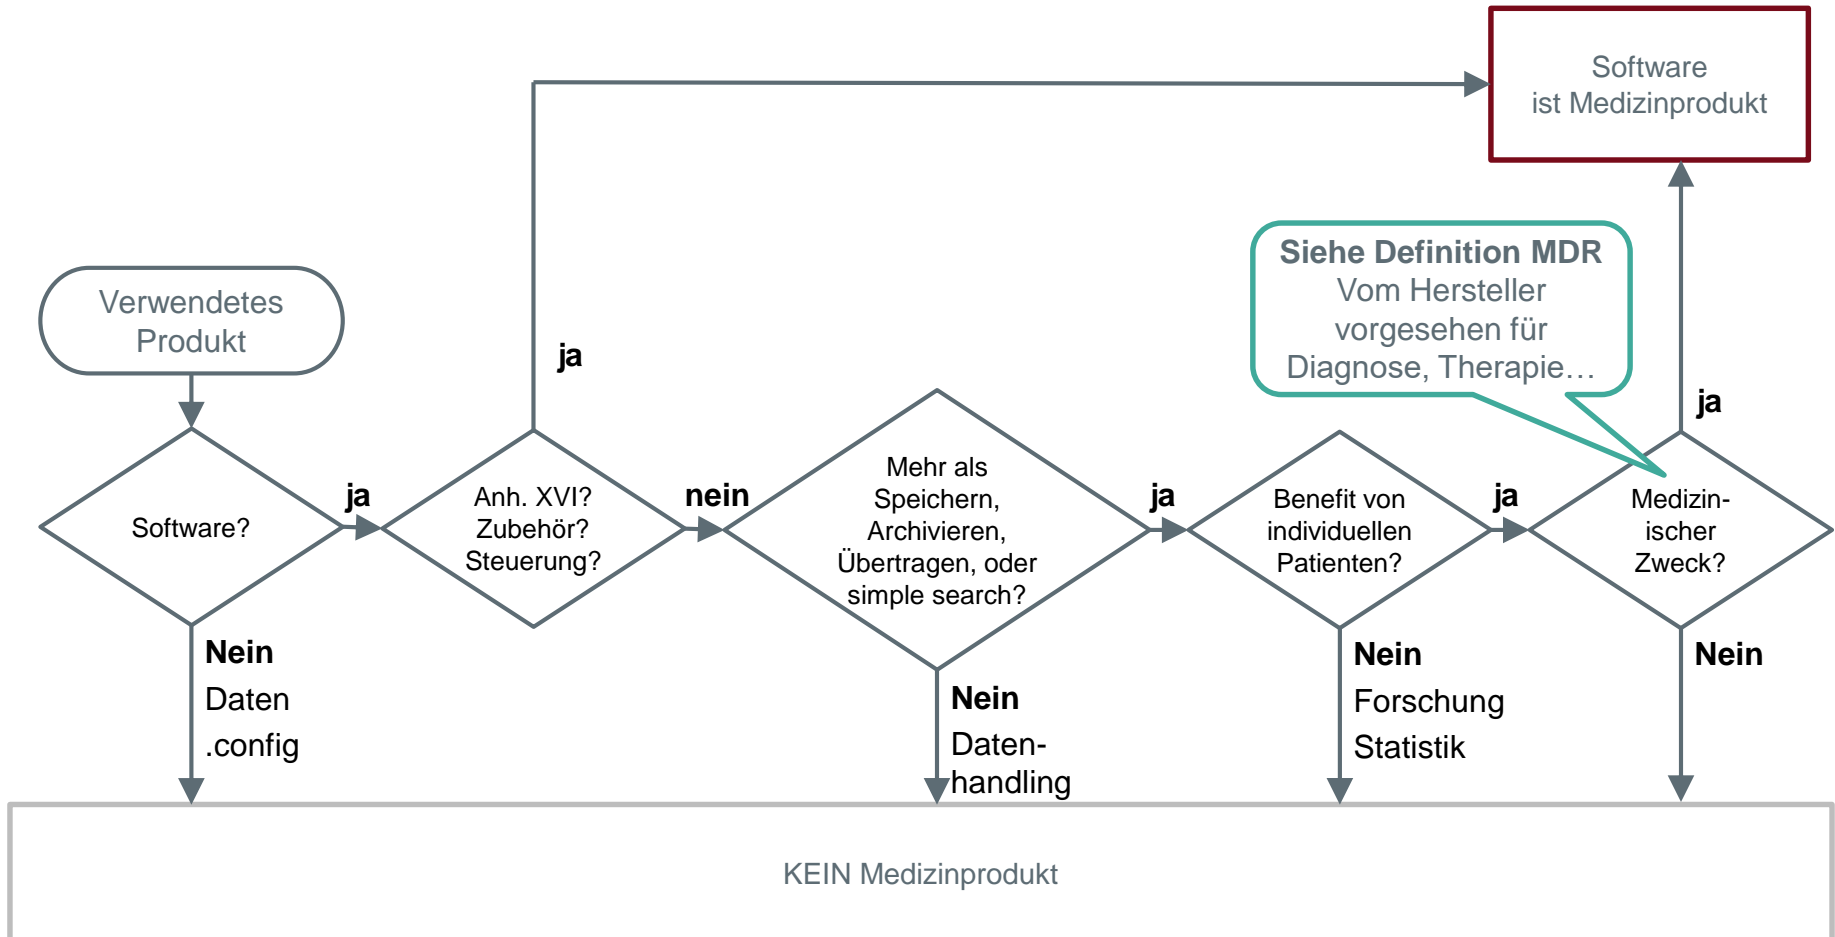 Software
ist Medizinprodukt
Siehe Definition MDR
Vom Hersteller
vorgesehen für
Diagnose, Therapie…
Verwendetes
Produkt
ja
ja
Software?
ja
Anh. XVI?
Zubehör?
Steuerung?
nein
Mehr als
Speichern,
Archivieren,
Übertragen, oder
simple search?
ja
Benefit von
individuellen
Patienten?
ja
Medizin-
ischer
Zweck?
Nein
Daten
.config
Nein
Daten-
handling
Nein
Forschung
Statistik
Nein
KEIN Medizinprodukt